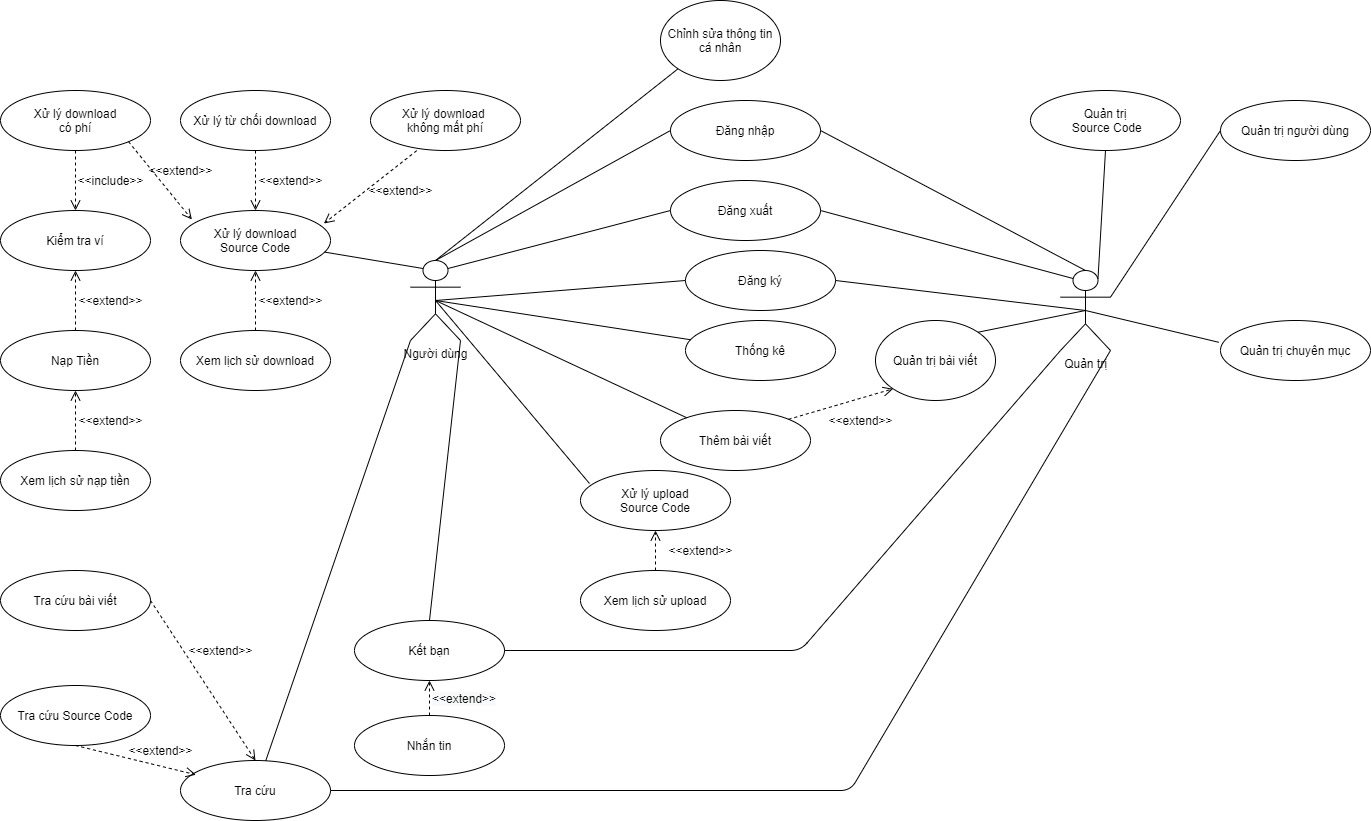 Chỉnh sửa thông tin
cá nhân
Xử lý download
có phí
Xử lý từ chối download
Xử lý download
không mất phí
Đăng nhập
Quản trị
Source Code
Quản trị người dùng
<<include>>
<<extend>>
<<extend>>
<<extend>>
Kiểm tra ví
Xử lý download
Source Code
Đăng xuất
Đăng ký
<<extend>>
<<extend>>
Nạp Tiền
Xem lịch sử download
Người dùng
Thống kê
Quản trị bài viết
Quản trị
Quản trị chuyên mục
<<extend>>
<<extend>>
Thêm bài viết
Xem lịch sử nạp tiền
Xử lý upload
Source Code
<<extend>>
Tra cứu bài viết
Xem lịch sử upload
<<extend>>
Kết bạn
<<extend>>
Tra cứu Source Code
<<extend>>
Nhắn tin
Tra cứu